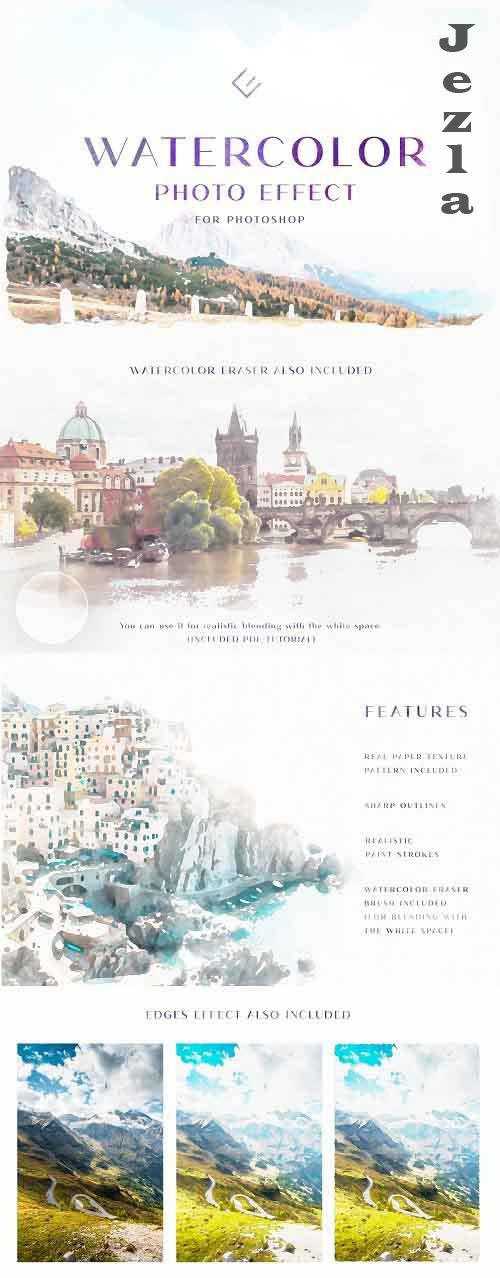 Jezla
WATERCOLOR
PHOTO EFFECT
FOR PHOTOSHOP
WATERCOLOR ERASER ALSO INCLUDED
You can use it for realistic blending with the white space
(INCLUDED PDF TUTORIAL)
FEATURES
REAL PAPER TEXTURE
PATTERN INCLUDED
SHARP OUTLINES
REALISTIC
PAINT STROKES
WATERCOLOR ERASER
BRUSH INCLUDED
(FOR BLENDING WITH
THE WHITE SPACE)
EDGES EFFECT ALSO INCLUDED